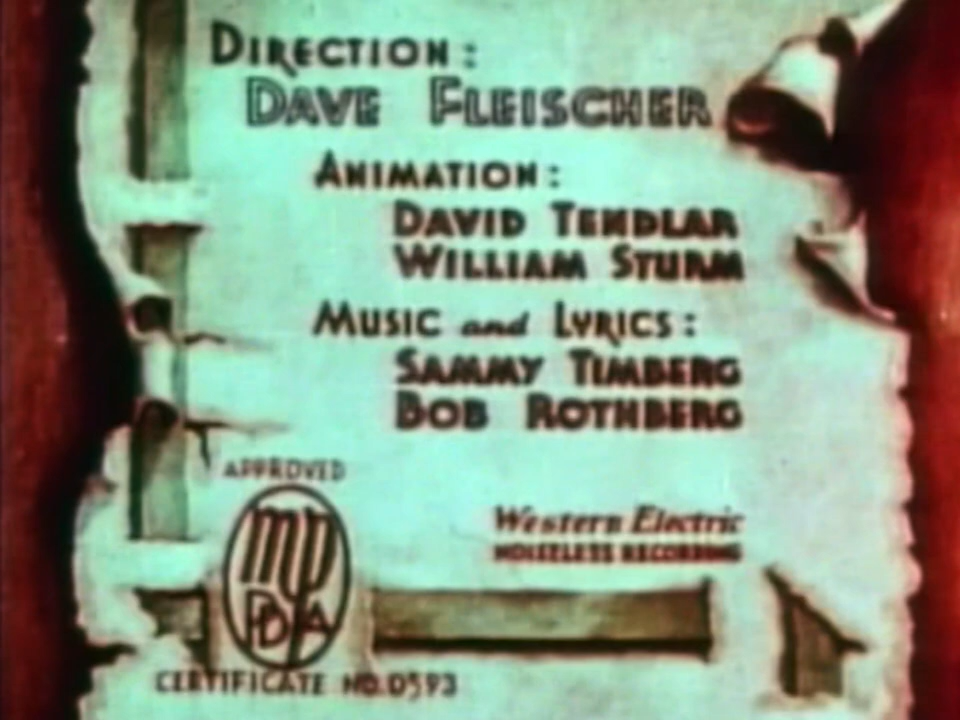 DIRECTION:
DAVE FLEISCHER
ANIMATION:
DAVID TENDLAR
WILLIAM STURM
MUSIC and LYRICS:
SAMMY TIMBERG
BOB ROTHBERG
APPROVED
MPPDA
Western Electric
NOISELESS RECORDING
CERTIFICATE NO. 0593